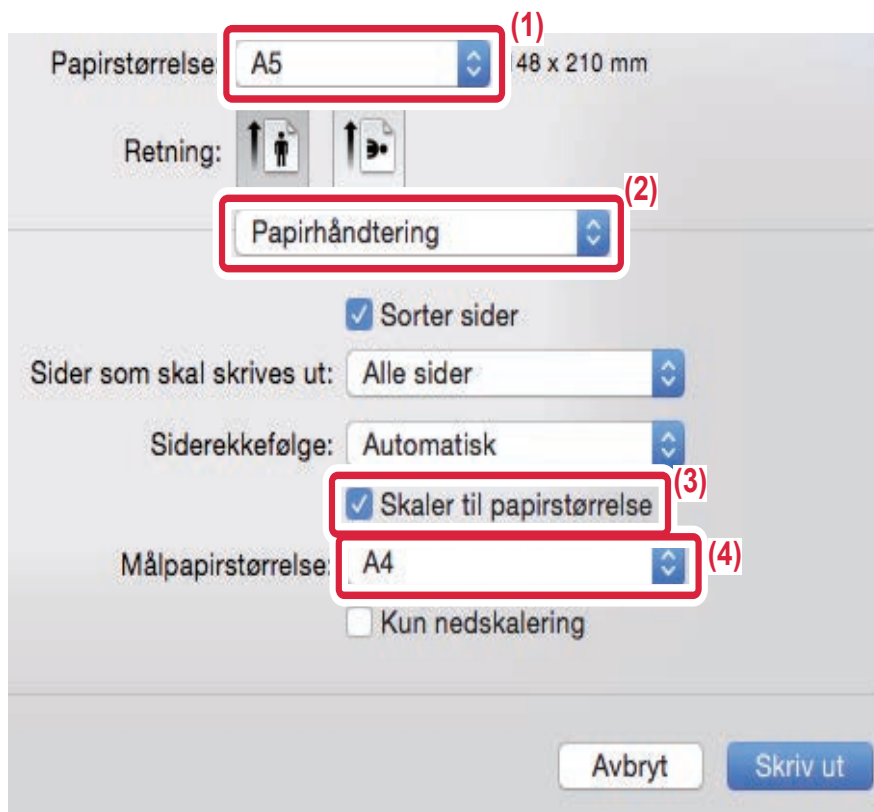 (1)
Papirstørrelse: A5 148 x 210 mm
Retning:
(2)
Papirhåndtering
Sorter sider
Sider som skal skrives ut: Alle sider
Siderekkefølge: Automatisk
(3)
Skaler til papirstørrelse
Målpapirstørrelse: A4 (4)
Kun nedskalering
Avbryt Skriv ut